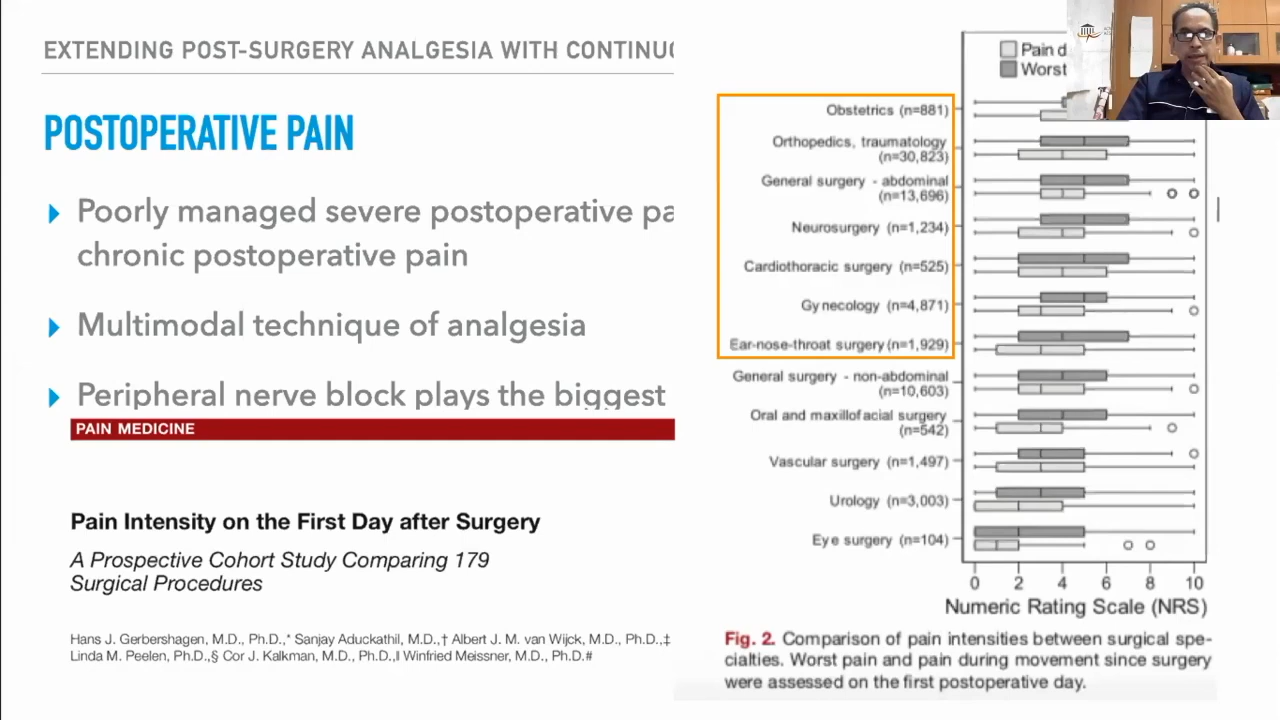 EXTENDING POST-SURGERY ANALGESIA WITH
POSTOPERATIVE PAIN
Poorly managed severe postoperative
chronic postoperative pain
Multimodal technique of analgesia
Peripheral nerve block plays the biggest
PAIN MEDICINE
Pain Intensity on the First Day after Surgery
A Prospective Cohort Study Comparing 179
Surgical Procedures
Hans J. Gerbershagen, M.D., Ph.D.,* Sanjay Aduckathil, M.D.,† Albert J. M. van Wijck, M.D., Ph.D.,‡
Linda M. Peelen, Ph.D.,§ Cor J. Kalkman, M.D., Ph.D.,‖ Winfried Meissner, M.D., Ph.D.#
Pain d
Worst
Obstetrics (n=881)
Orthopedics, traumatology
(n=30,823)
General surgery - abdominal
(n=13,696)
Neurosurgery (n=1,234)
Cardiothoracic surgery (n=525)
Gynecology (n=4,871)
Ear-nose-throat surgery (n=1,929)
General surgery - non-abdominal
(n=10,603)
Oral and maxillofacial surgery
(n=542)
Vascular surgery (n=1,497)
Urology (n=3,003)
Eye surgery (n=104)
0 2 4 6 8 10
Numeric Rating Scale (NRS)
Fig. 2. Comparison of pain intensities between surgical spe-
cialties. Worst pain and pain during movement since surgery
were assessed on the first postoperative day.